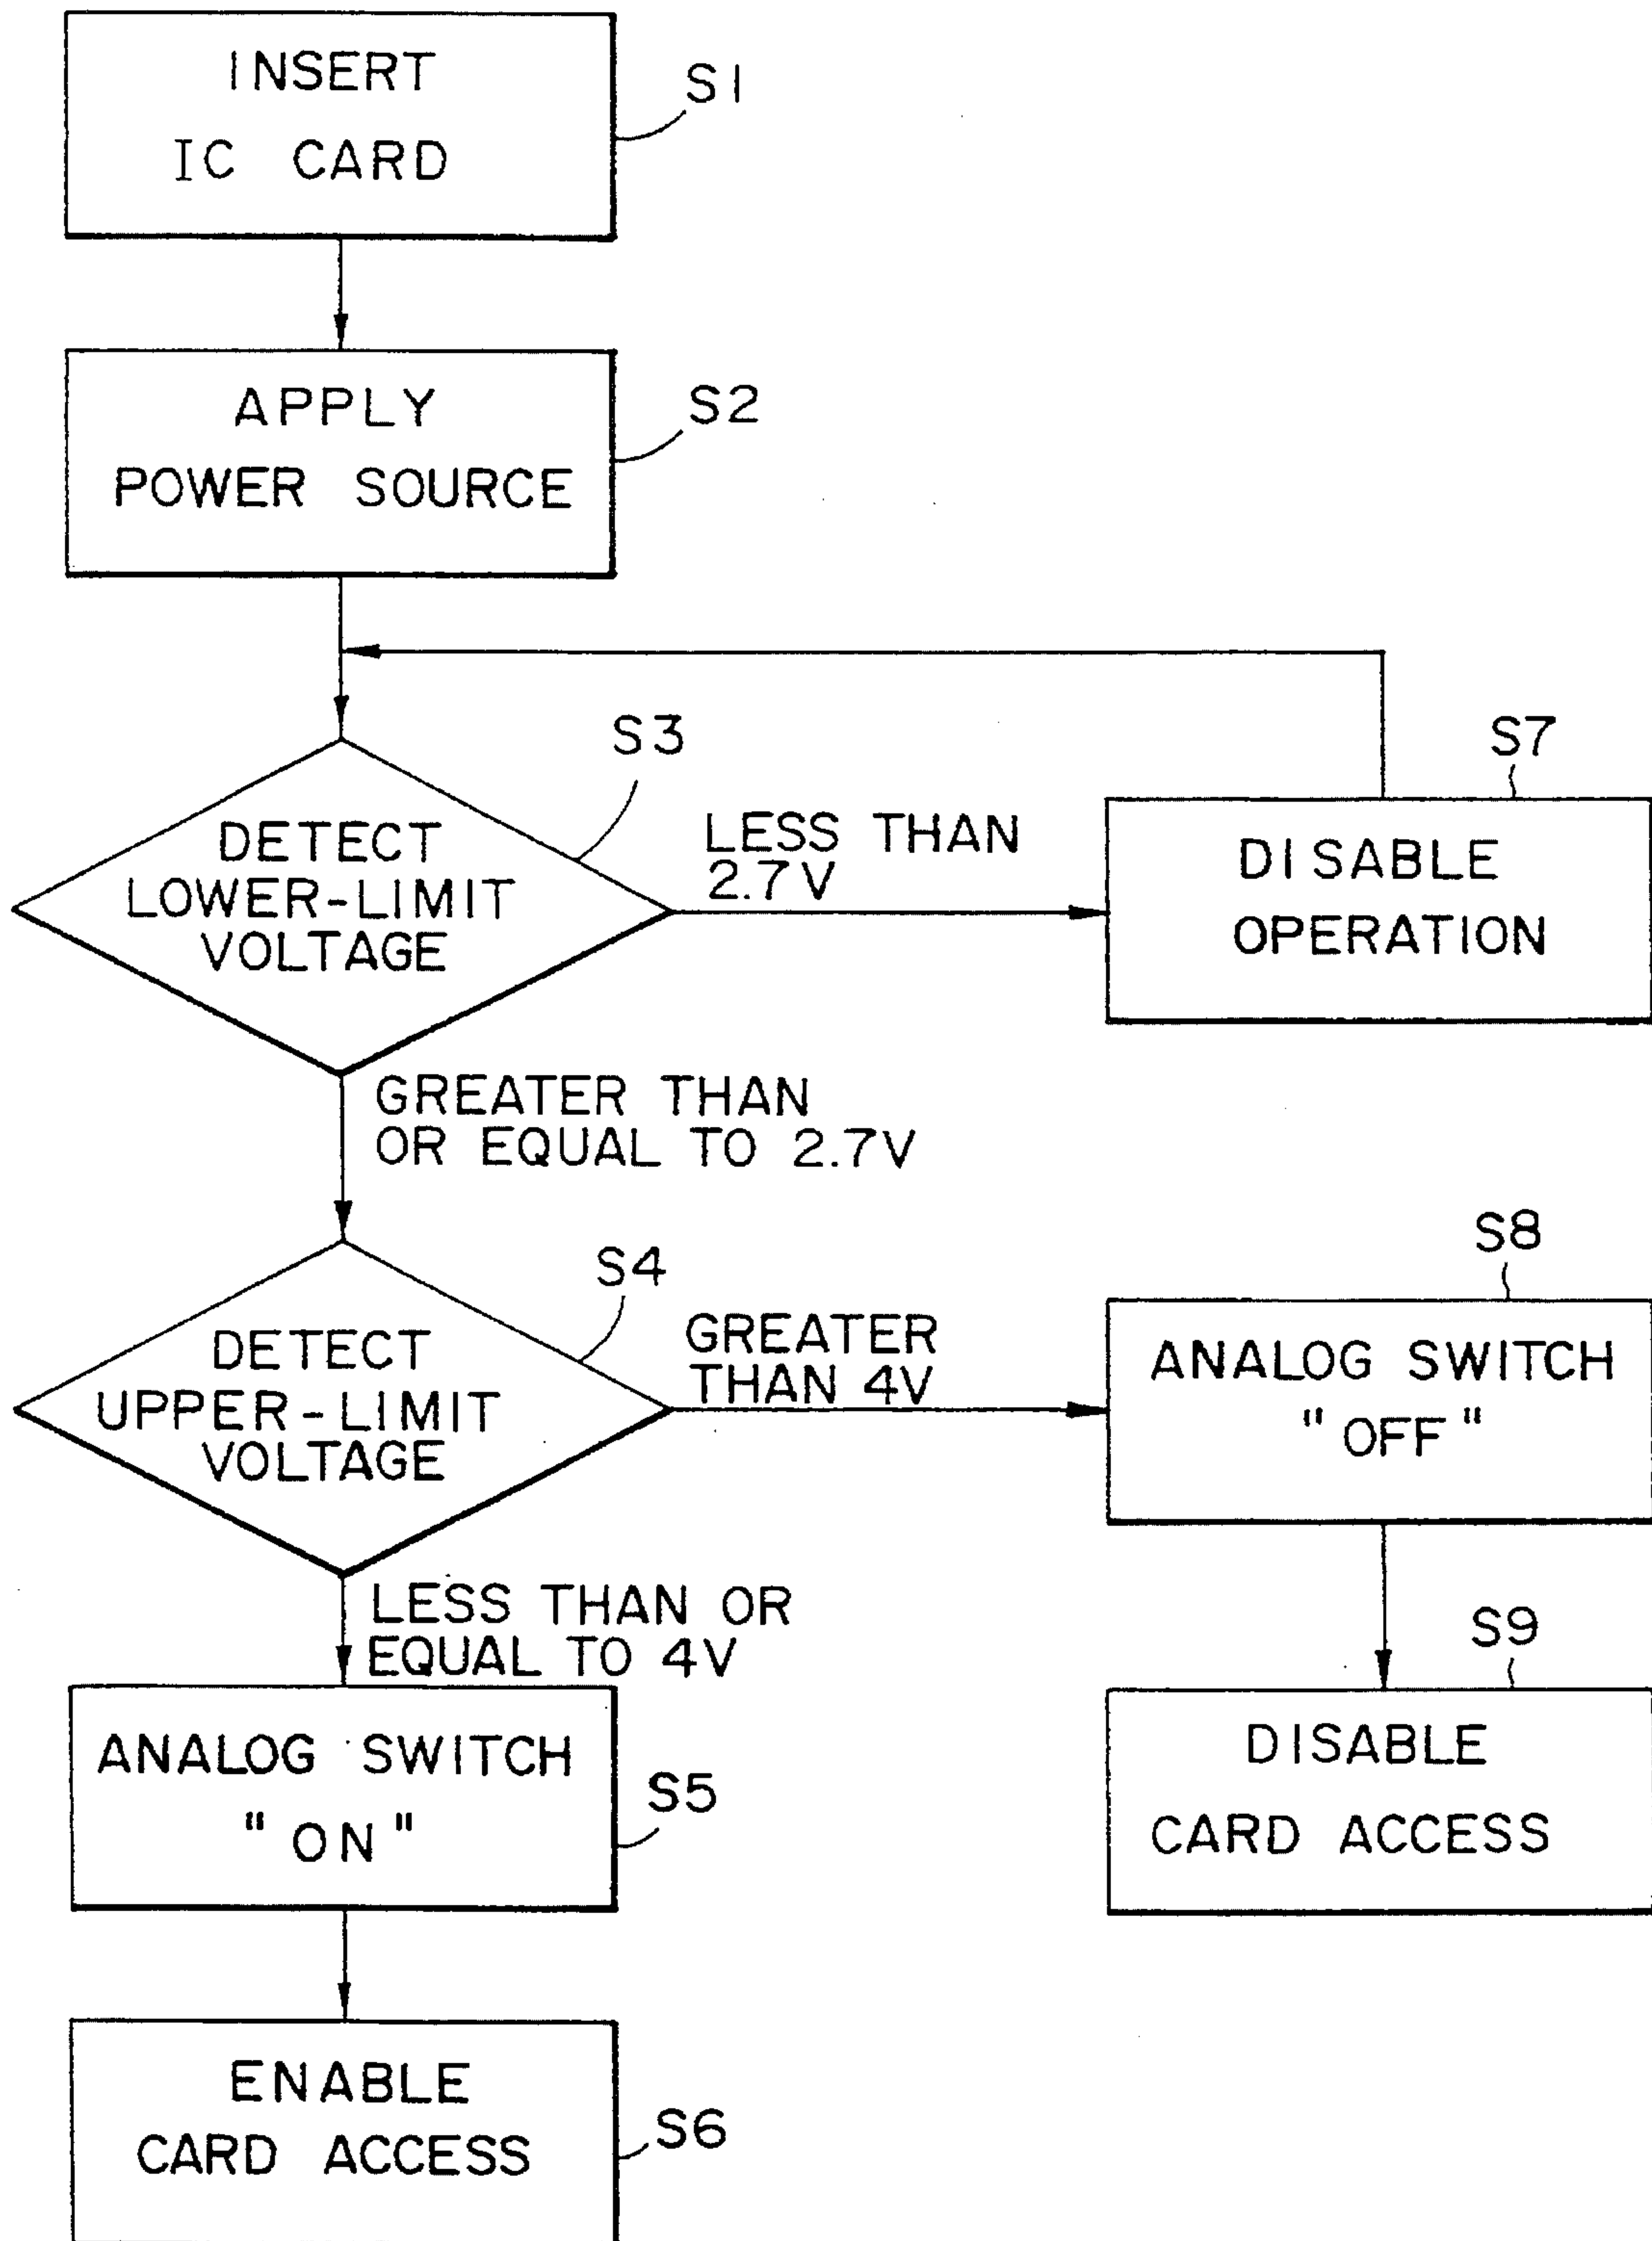 INSERT
IC CARD
S1
APPLY
POWER SOURCE
S2
DETECT
LOWER-LIMIT
VOLTAGE
S3
LESS THAN
2.7V
S7
DISABLE
OPERATION
GREATER THAN
OR EQUAL TO 2.7V
DETECT
UPPER-LIMIT
VOLTAGE
S4
GREATER
THAN 4V
S8
ANALOG SWITCH
"OFF"
LESS THAN OR
EQUAL TO 4V
S9
DISABLE
CARD ACCESS
ANALOG SWITCH
"ON"
S5
ENABLE
CARD ACCESS
S6